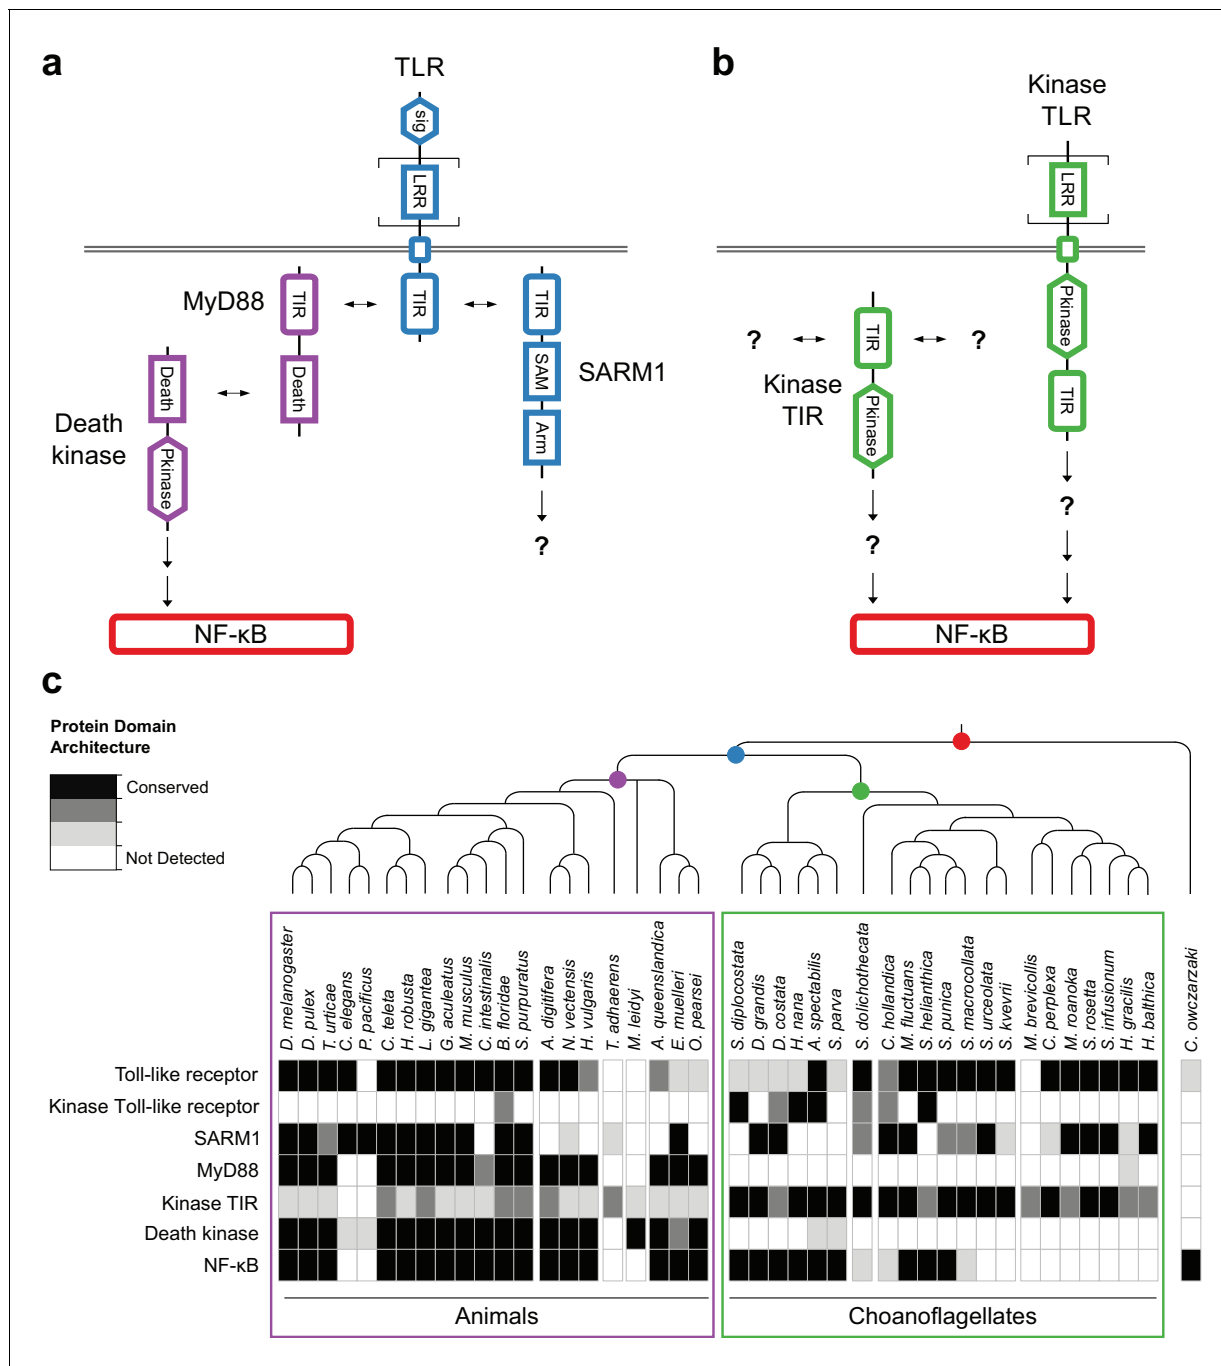 a
TLR
sig
LRR
TIR
MyD88
TIR
Death
Death
kinase
Death
Pkinase
TIR
SAM
Arm
SARM1
?
NF-κB
b
Kinase
TLR
LRR
Pkinase
TIR
?
?
TIR
?
Kinase
TIR
Pkinase
?
NF-κB
c
Protein Domain
Architecture
Conserved
Not Detected
D. melanogaster
D. pulex
T. urticae
C. elegans
P. pacificus
C. teleta
H. robusta
L. gigantea
G. aculeatus
M. musculus
C. intestinalis
B. floridae
S. purpuratus
A. digitifera
N. vectensis
H. vulgaris
T. adhaerens
M. leidyi
A. queenslandica
E. muelleri
O. pearsei
S. diplocostata
D. grandis
D. costata
H. nana
A. spectabilis
S. parva
S. dolichothecata
C. hollandica
M. fluctuans
S. helianthica
S. punica
S. macrocollata
S. urceolata
S. kvevrii
M. brevicollis
C. perplexa
M. roanoka
S. rosetta
S. infusionum
H. gracilis
H. balthica
C. owczarzaki
Toll-like receptor
Kinase Toll-like receptor
SARM1
MyD88
Kinase TIR
Death kinase
NF-κB
Animals
Choanoflagellates